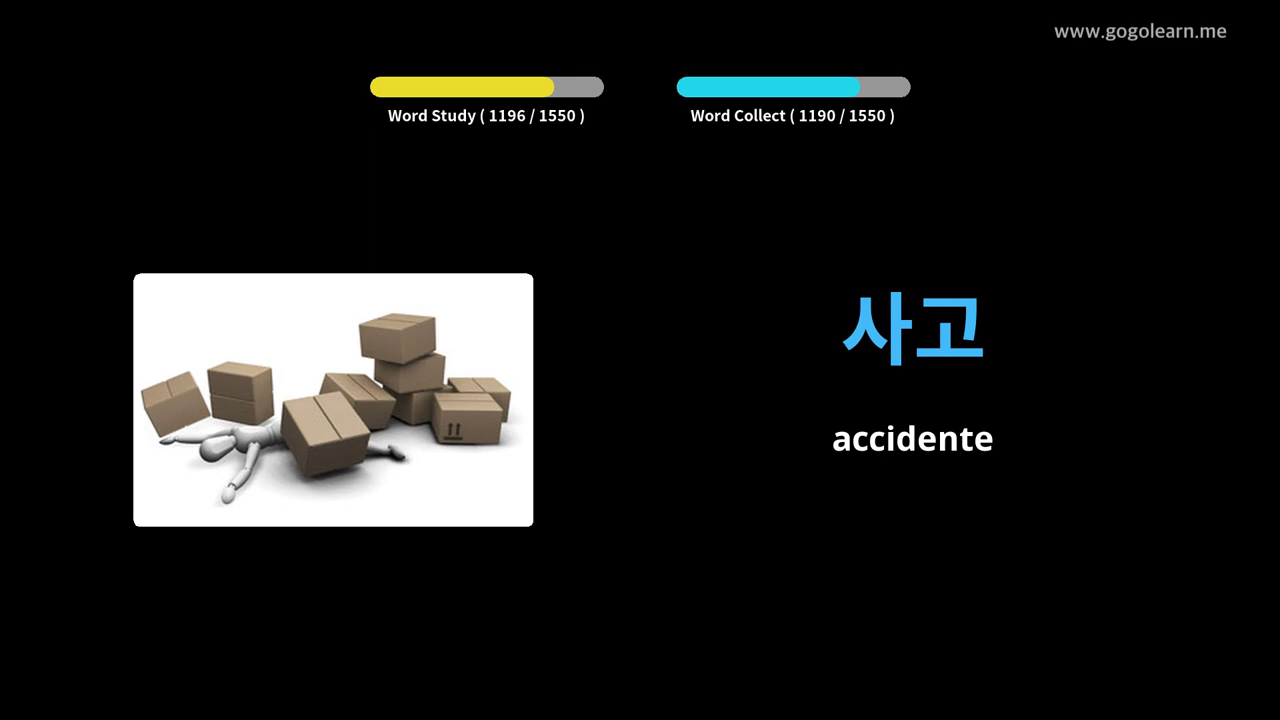 www.gogolearn.me
Word Study ( 1196 / 1550 )
Word Collect ( 1190 / 1550 )
사고
accidente